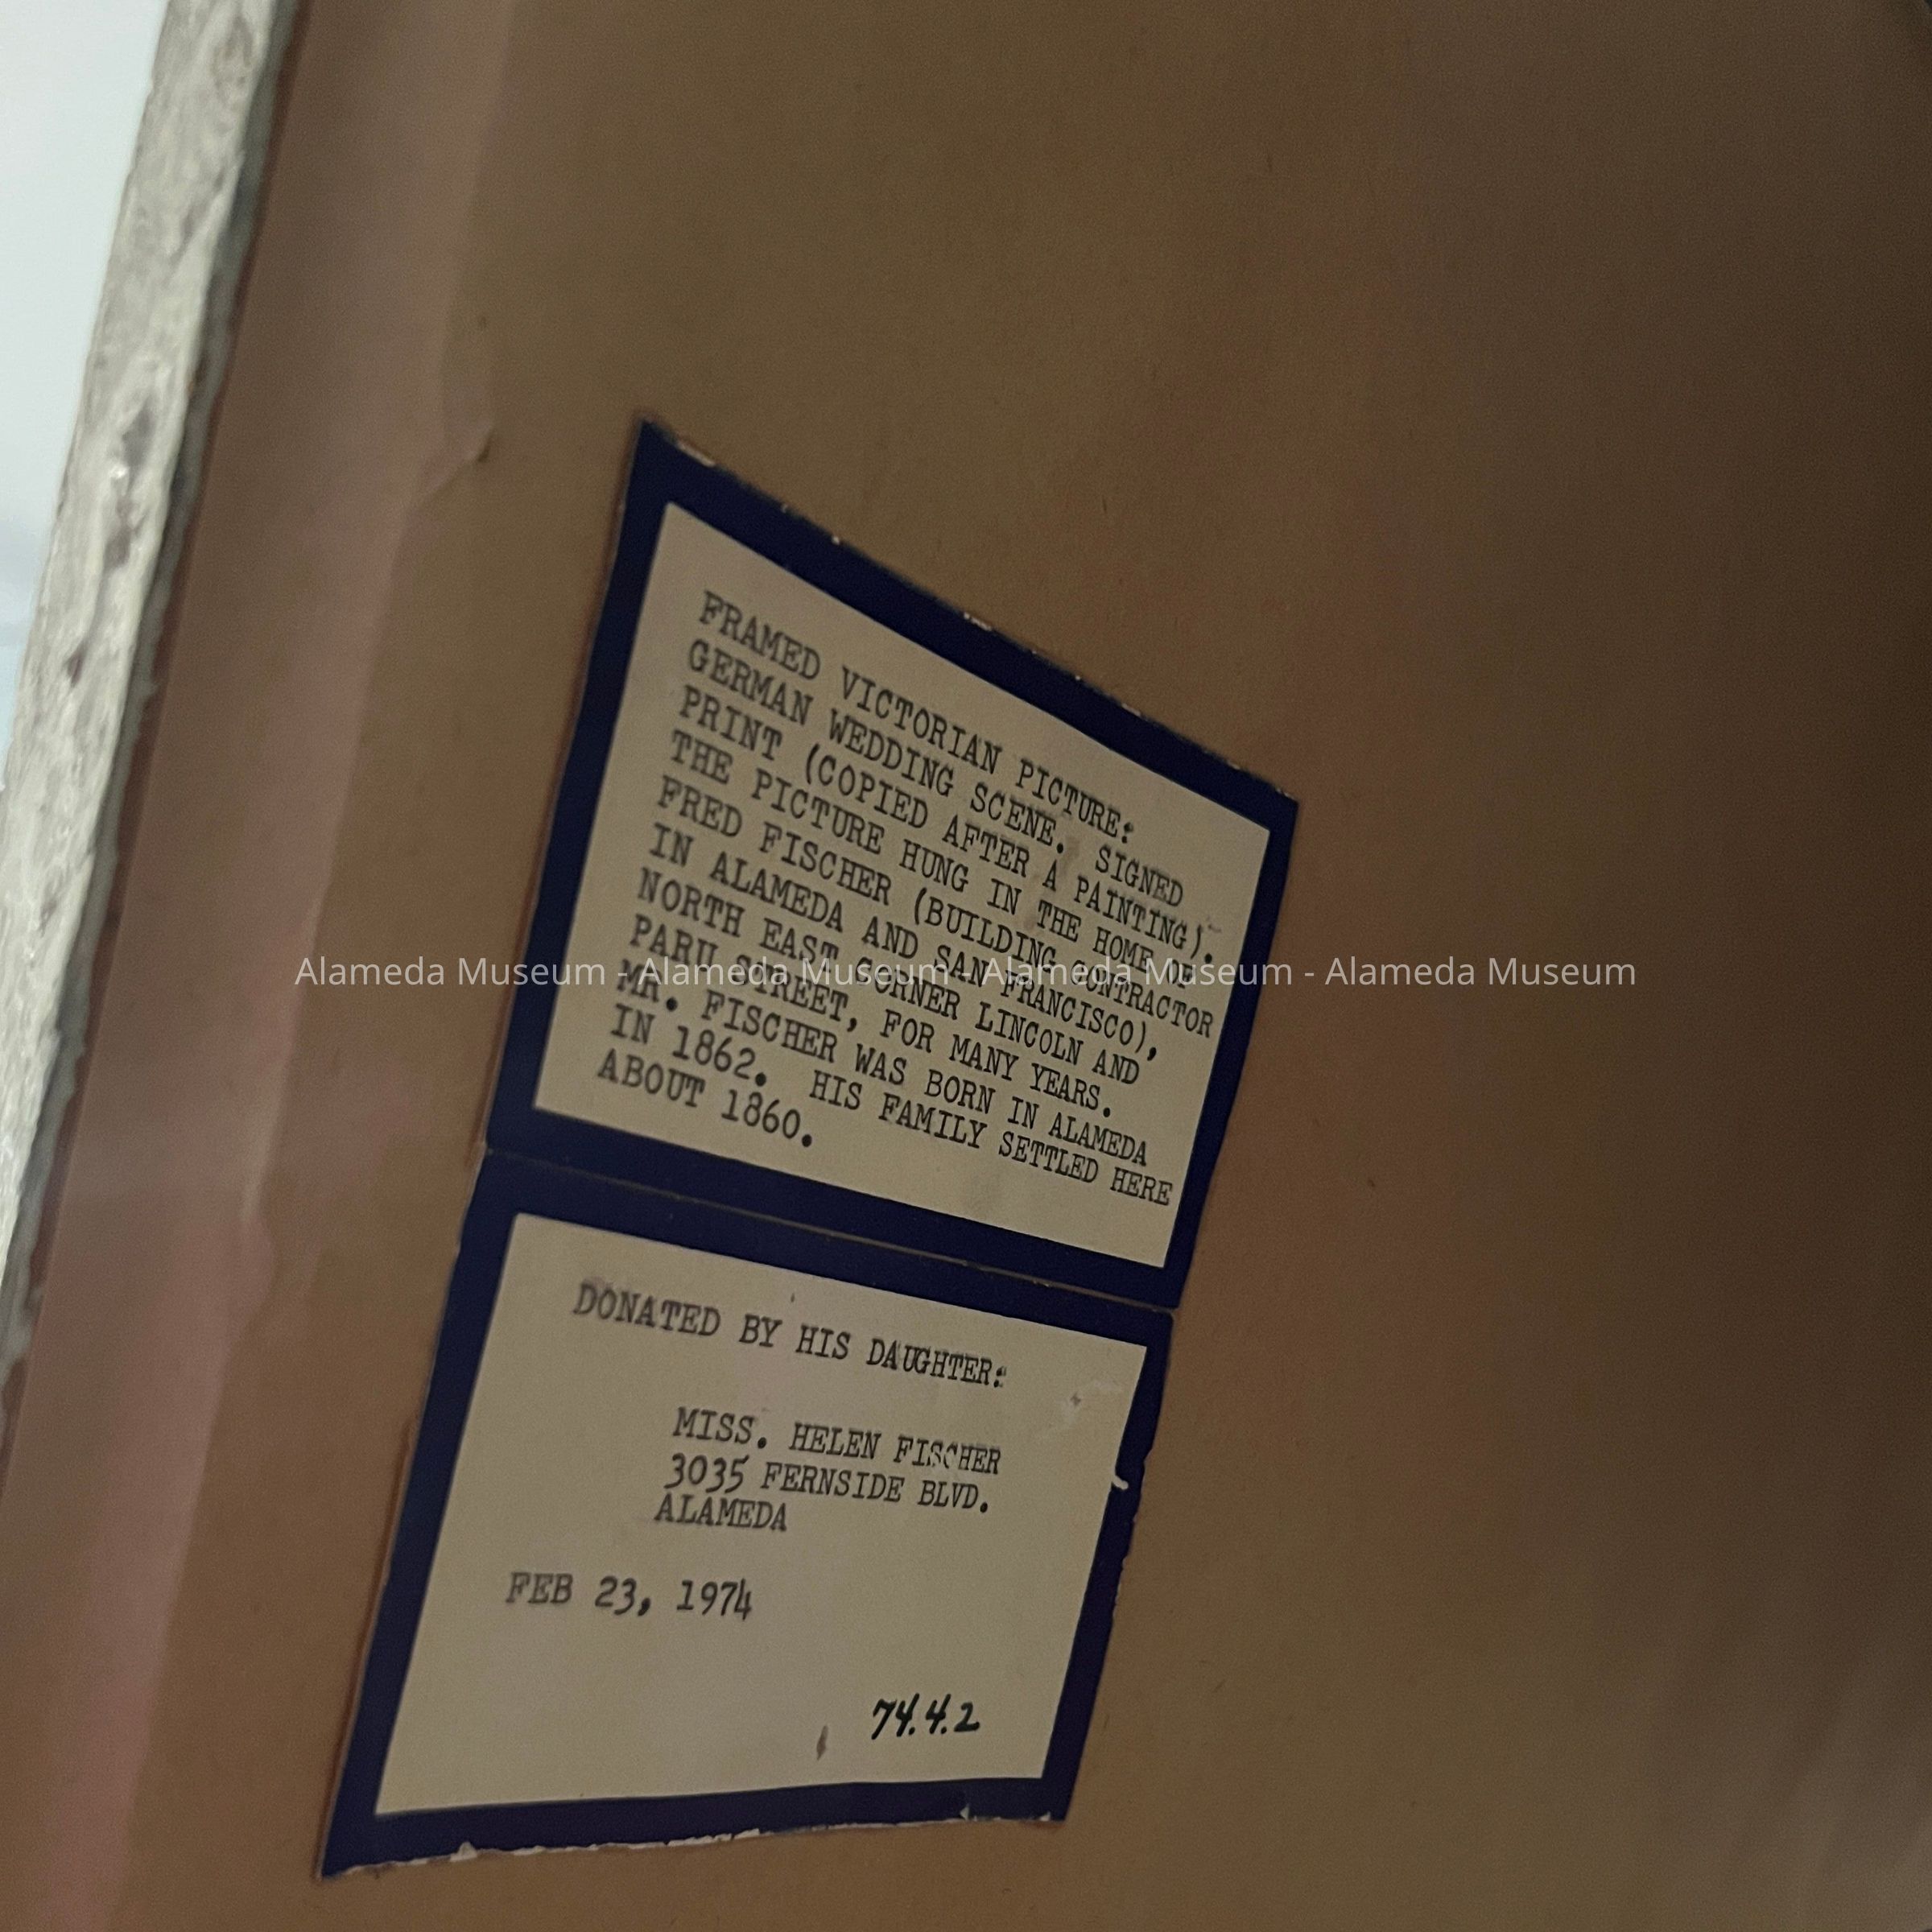 FRAMED VICTORIAN PICTURE:
GERMAN WEDDING SCENE. SIGNED
PRINT (COPIED AFTER A PAINTING).
THE PICTURE HUNG IN THE HOME OF
FRED FISCHER (BUILDING CONTRACTOR
IN ALAMEDA AND SAN FRANCISCO),
NORTH EAST CORNER LINCOLN AND
PARU STREET, FOR MANY YEARS.
MR. FISCHER WAS BORN IN ALAMEDA
IN 1862. HIS FAMILY SETTLED HERE
ABOUT 1860.
Alameda Museum - Alameda Museum - Alameda Museum - Alameda Museum
DONATED BY HIS DAUGHTER:
MISS. HELEN FISCHER
3035 FERNSIDE BLVD.
ALAMEDA
FEB 23, 1974
74.4.2